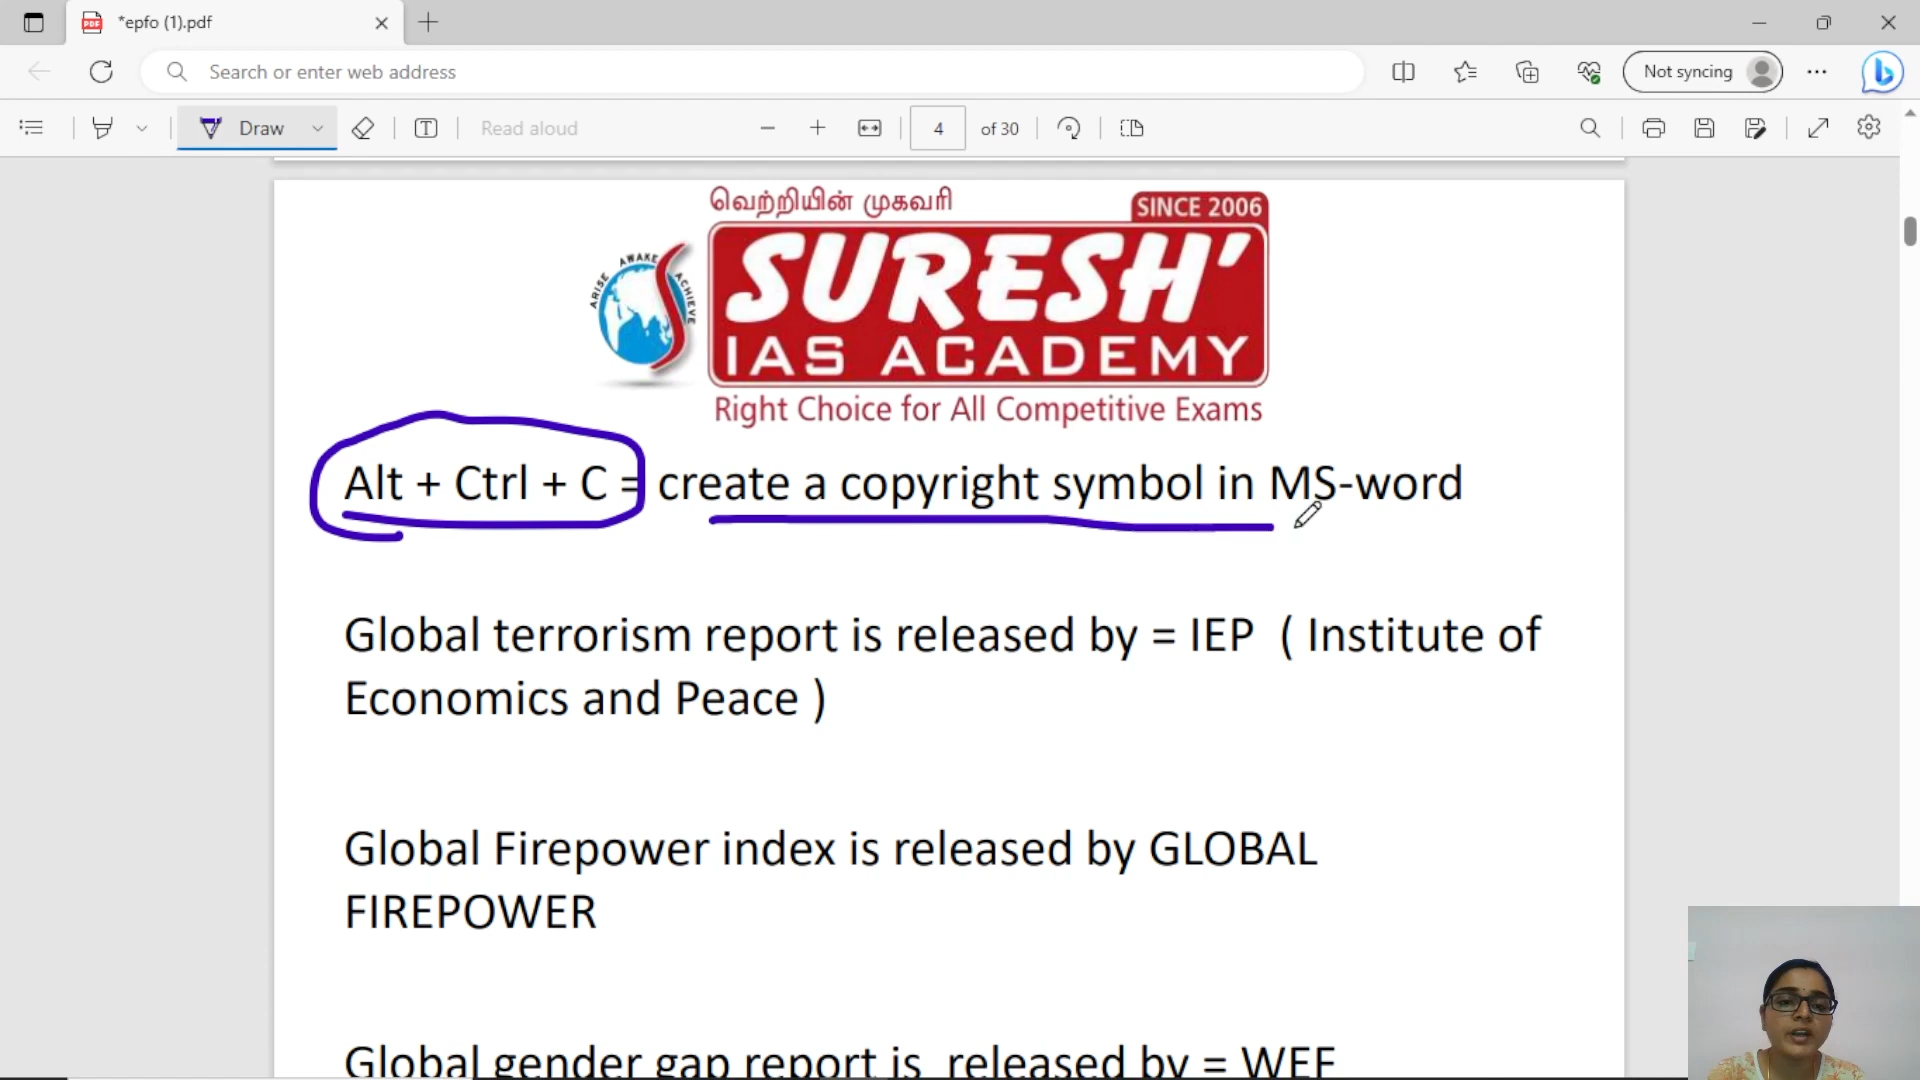 *epfo (1).pdf
Search or enter web address
Not syncing
Draw
Read aloud
4
of 30
வெற்றியின் முகவரி
SINCE 2006
ARISE AWAKE ACHIEVE
SURESH'
IAS ACADEMY
Right Choice for All Competitive Exams
Alt + Ctrl + C = create a copyright symbol in MS-word
Global terrorism report is released by = IEP ( Institute of
Economics and Peace )
Global Firepower index is released by GLOBAL
FIREPOWER
Global gender gap report is released by = WEF